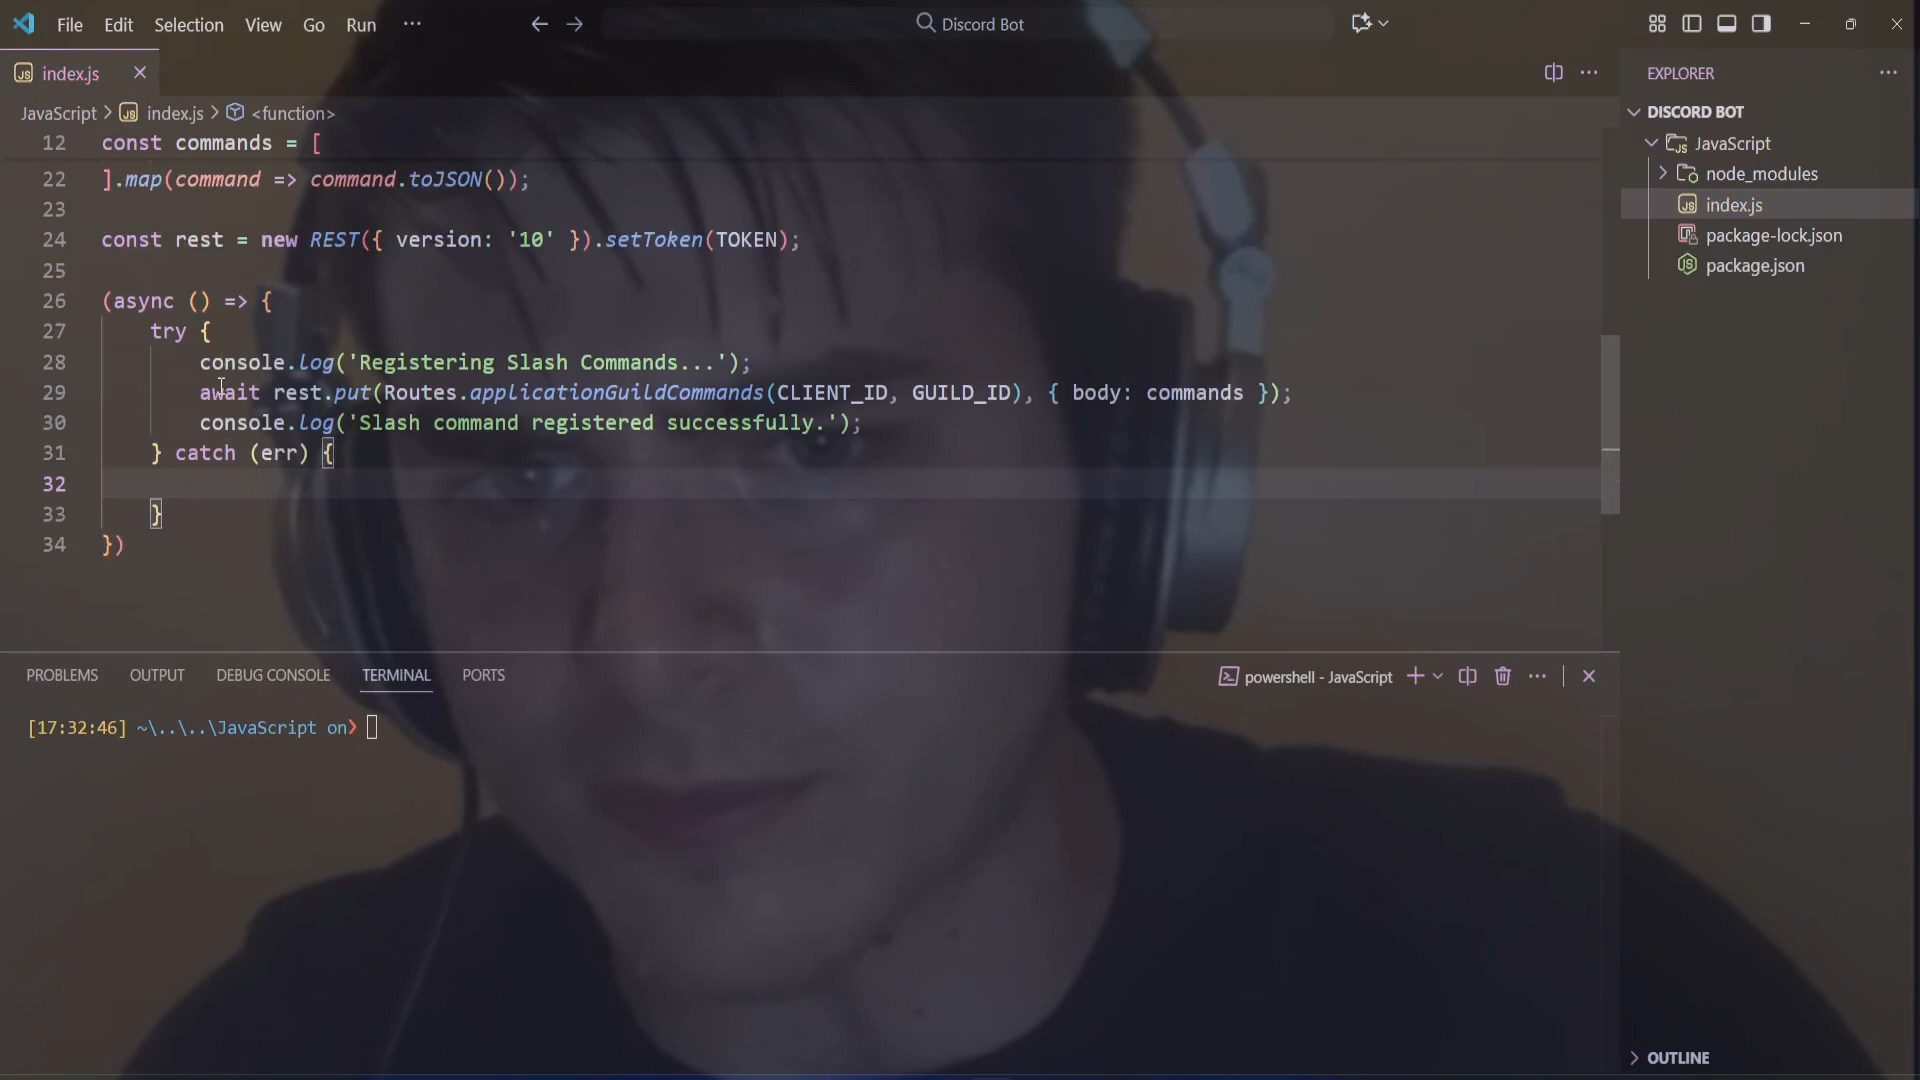 File Edit Selection View Go Run ··· Discord Bot
index.js
JavaScript > index.js > <function>
12 const commands = [
22 ].map(command => command.toJSON());
23
24 const rest = new REST({ version: '10' }).setToken(TOKEN);
25
26 (async () => {
27 try {
28 console.log('Registering Slash Commands...');
29 await rest.put(Routes.applicationGuildCommands(CLIENT_ID, GUILD_ID), { body: commands });
30 console.log('Slash command registered successfully.');
31 } catch (err) {
32
33 }
34 })
PROBLEMS OUTPUT DEBUG CONSOLE TERMINAL PORTS powershell - JavaScript
[17:32:46] ~\..\..\JavaScript on>
EXPLORER
DISCORD BOT
JavaScript
node_modules
index.js
package-lock.json
package.json
OUTLINE